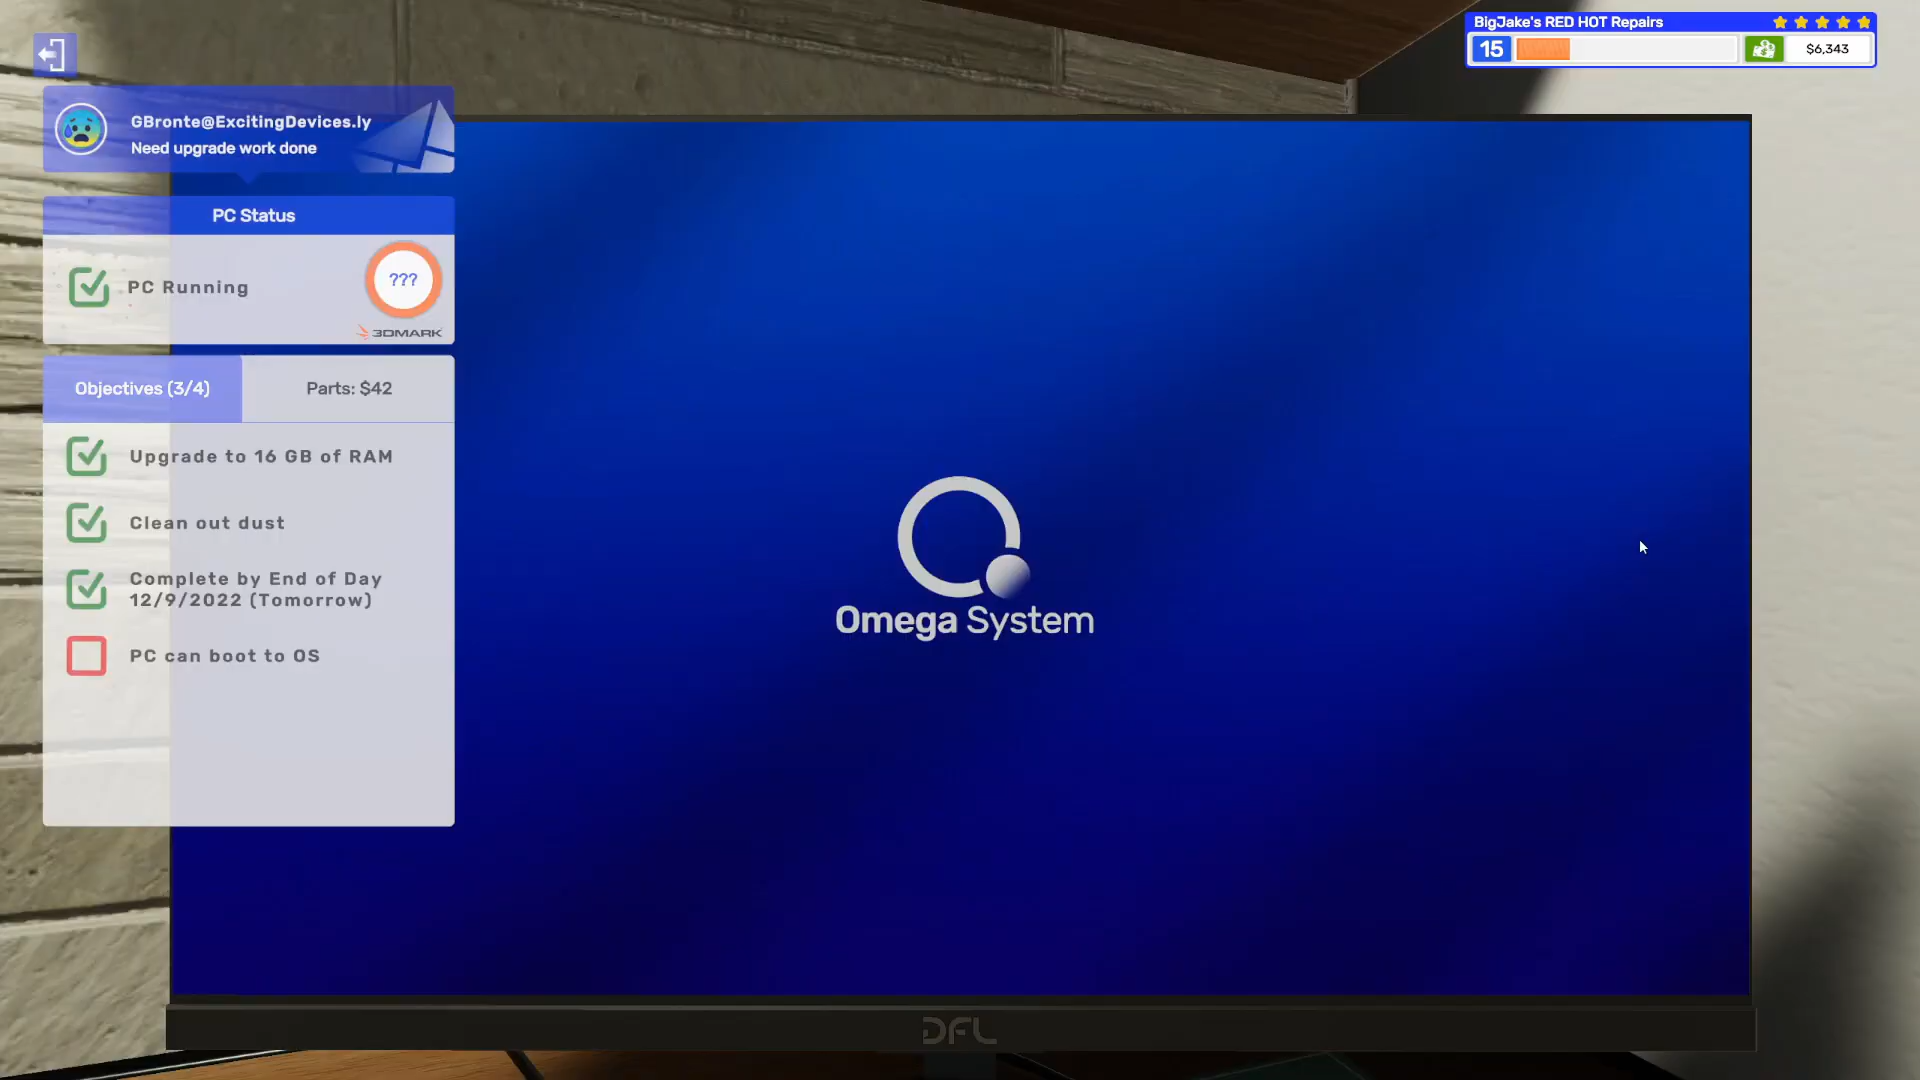 BigJake's RED HOT Repairs
15
$6,343
GBronte@ExcitingDevices.ly
Need upgrade work done
PC Status
PC Running
???
3DMARK
Objectives (3/4)
Parts: $42
Upgrade to 16 GB of RAM
Clean out dust
Complete by End of Day
12/9/2022 (Tomorrow)
PC can boot to OS
Omega System
DFL